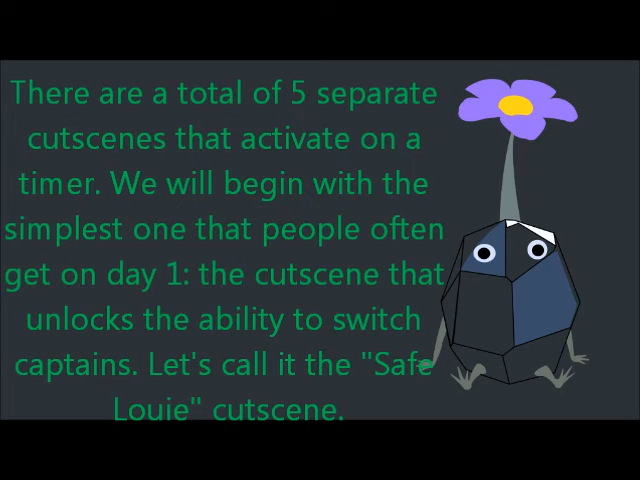 There are a total of 5 separate
cutscenes that activate on a
timer. We will begin with the
simplest one that people often
get on day 1: the cutscene that
unlocks the ability to switch
captains. Let's call it the "Safe
Louie" cutscene.